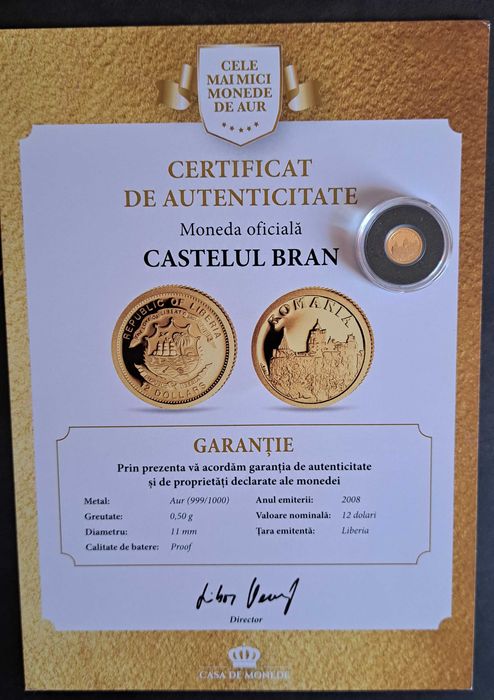 CELE
MAI MICI
MONEDE
DE AUR
CERTIFICAT
DE AUTENTICITATE
Moneda oficială
CASTELUL BRAN
REPUBLIC OF LIBERIA
12 DOLLARS
ROMANIA
GARANȚIE
Prin prezenta vă acordăm garanția de autenticitate
și de proprietăți declarate ale monedei
Metal: Aur (999/1000) Anul emiterii: 2008
Greutate: 0,50 g Valoare nominală: 12 dolari
Diametru: 11 mm Țara emitentă: Liberia
Calitate de batere: Proof
Director
CASA DE MONEDE